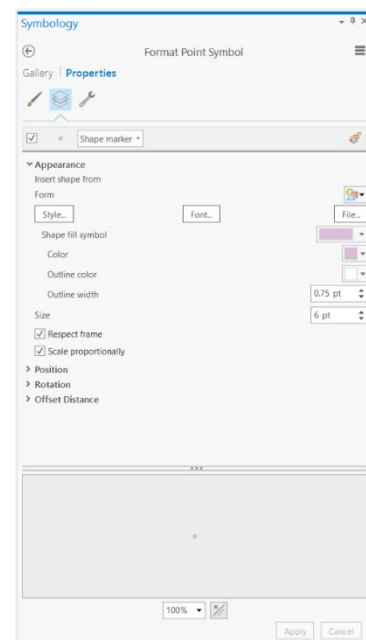 Symbology
Format Point Symbol
Gallery Properties
Shape marker
Appearance
Insert shape from
Form
Style... Font... File...
Shape fill symbol
Color
Outline color
Outline width 0.75 pt
Size 6 pt
Respect frame
Scale proportionally
Position
Rotation
Offset Distance
100%
Apply Cancel